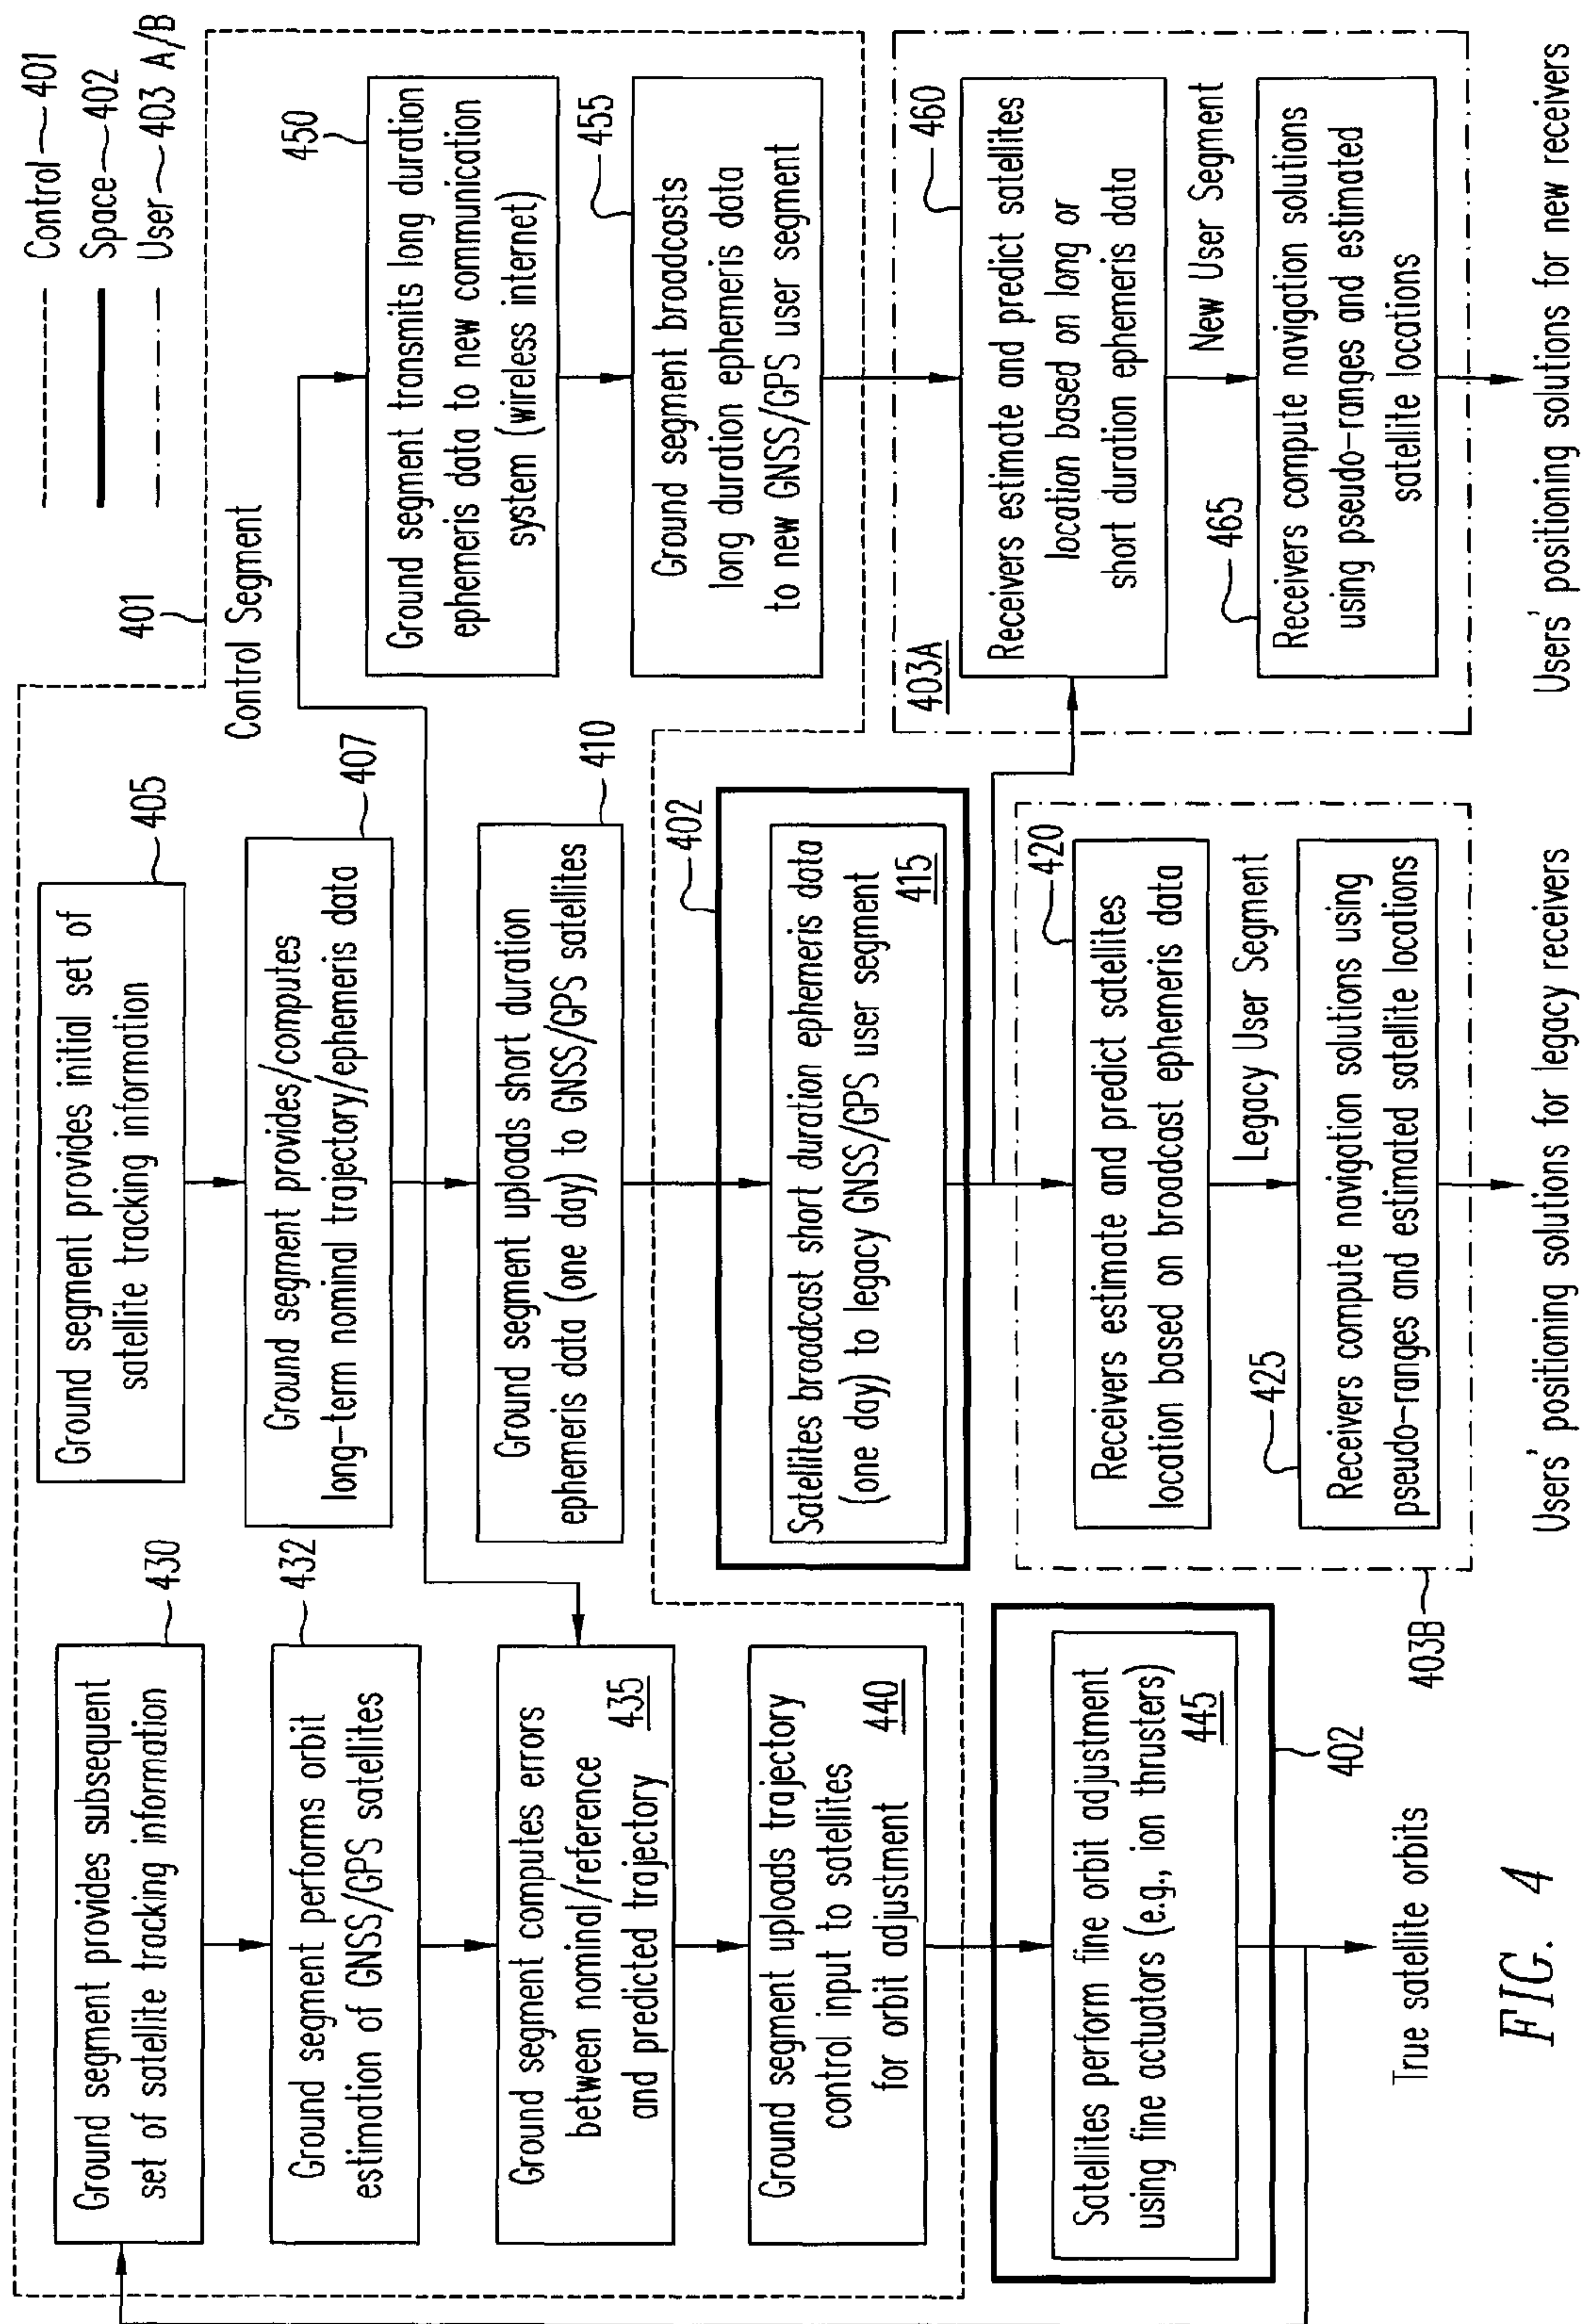 Control 401
Space 402
User 403 A/B
401
Control Segment
Ground segment provides subsequent
set of satellite tracking information
430
Ground segment performs orbit
estimation of GNSS/GPS satellites
432
Ground segment computes errors
between nominal/reference
and predicted trajectory
435
Ground segment uploads trajectory
control input to satellites
for orbit adjustment
440
Satellites perform fine orbit adjustment
using fine actuators (e.g., ion thrusters)
445
402
True satellite orbits
Ground segment provides initial set of
satellite tracking information
405
Ground segment provides/computes
long-term nominal trajectory/ephemeris data
407
Ground segment uploads short duration
ephemeris data (one day) to GNSS/GPS satellites
410
402
Satellites broadcast short duration ephemeris data
(one day) to legacy GNSS/GPS user segment
415
420
Receivers estimate and predict satellites
location based on broadcast ephemeris data
Legacy User Segment
425
Receivers compute navigation solutions using
pseudo-ranges and estimated satellite locations
403B
Users' positioning solutions for legacy receivers
450
Ground segment transmits long duration
ephemeris data to new communication
system (wireless internet)
455
Ground segment broadcasts
long duration ephemeris data
to new GNSS/GPS user segment
403A
460
Receivers estimate and predict satellites
location based on long or
short duration ephemeris data
New User Segment
465
Receivers compute navigation solutions
using pseudo-ranges and estimated
satellite locations
Users' positioning solutions for new receivers
FIG. 4